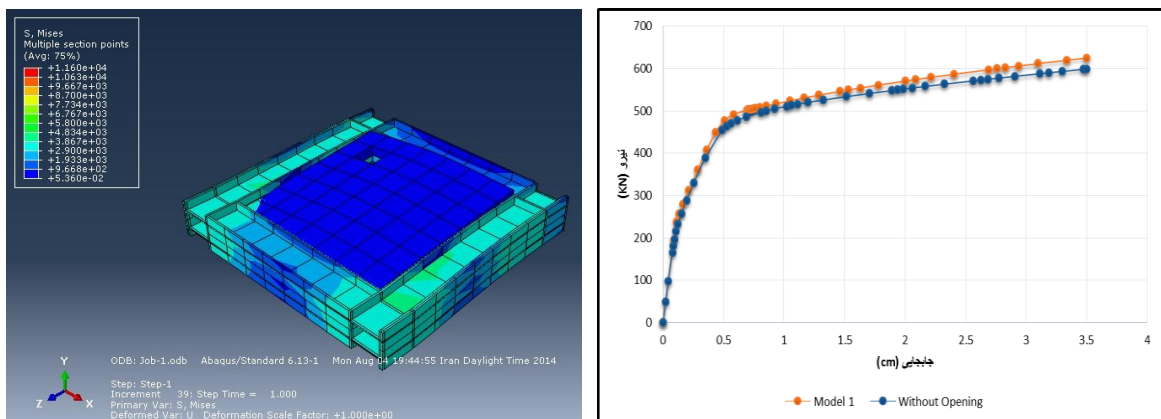 S, Mises
Multiple section points
(Avg: 75%)
+1.160e+04
+1.063e+04
+9.667e+03
+8.700e+03
+7.734e+03
+6.767e+03
+5.800e+03
+4.834e+03
+3.867e+03
+2.900e+03
+1.933e+03
+9.668e+02
+5.360e-02
Y
Z
X
ODB: Job-1.odb Abaqus/Standard 6.13-1 Mon Aug 04 19:44:55 Iran Daylight Time 2014
Step: Step-1
Increment 39: Step Time = 1.000
Primary Var: S, Mises
Deformed Var: U Deformation Scale Factor: +1.000e+00
700
600
500
400
300
200
100
0
نیرو (KN)
0
0.5
1
1.5
2
2.5
3
3.5
4
جابجایی (cm)
Model 1
Without Opening